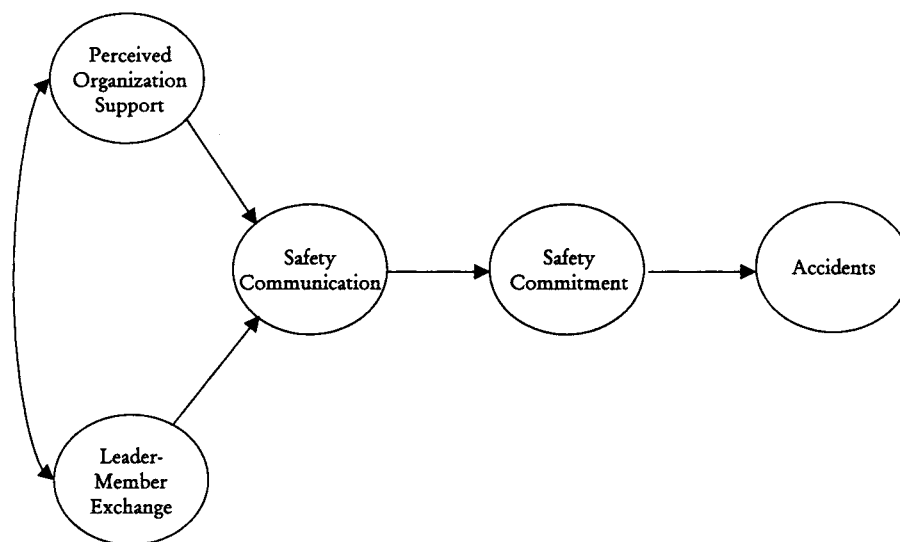 Perceived
Organization
Support
Safety
Communication
Safety
Commitment
Accidents
Leader-
Member
Exchange